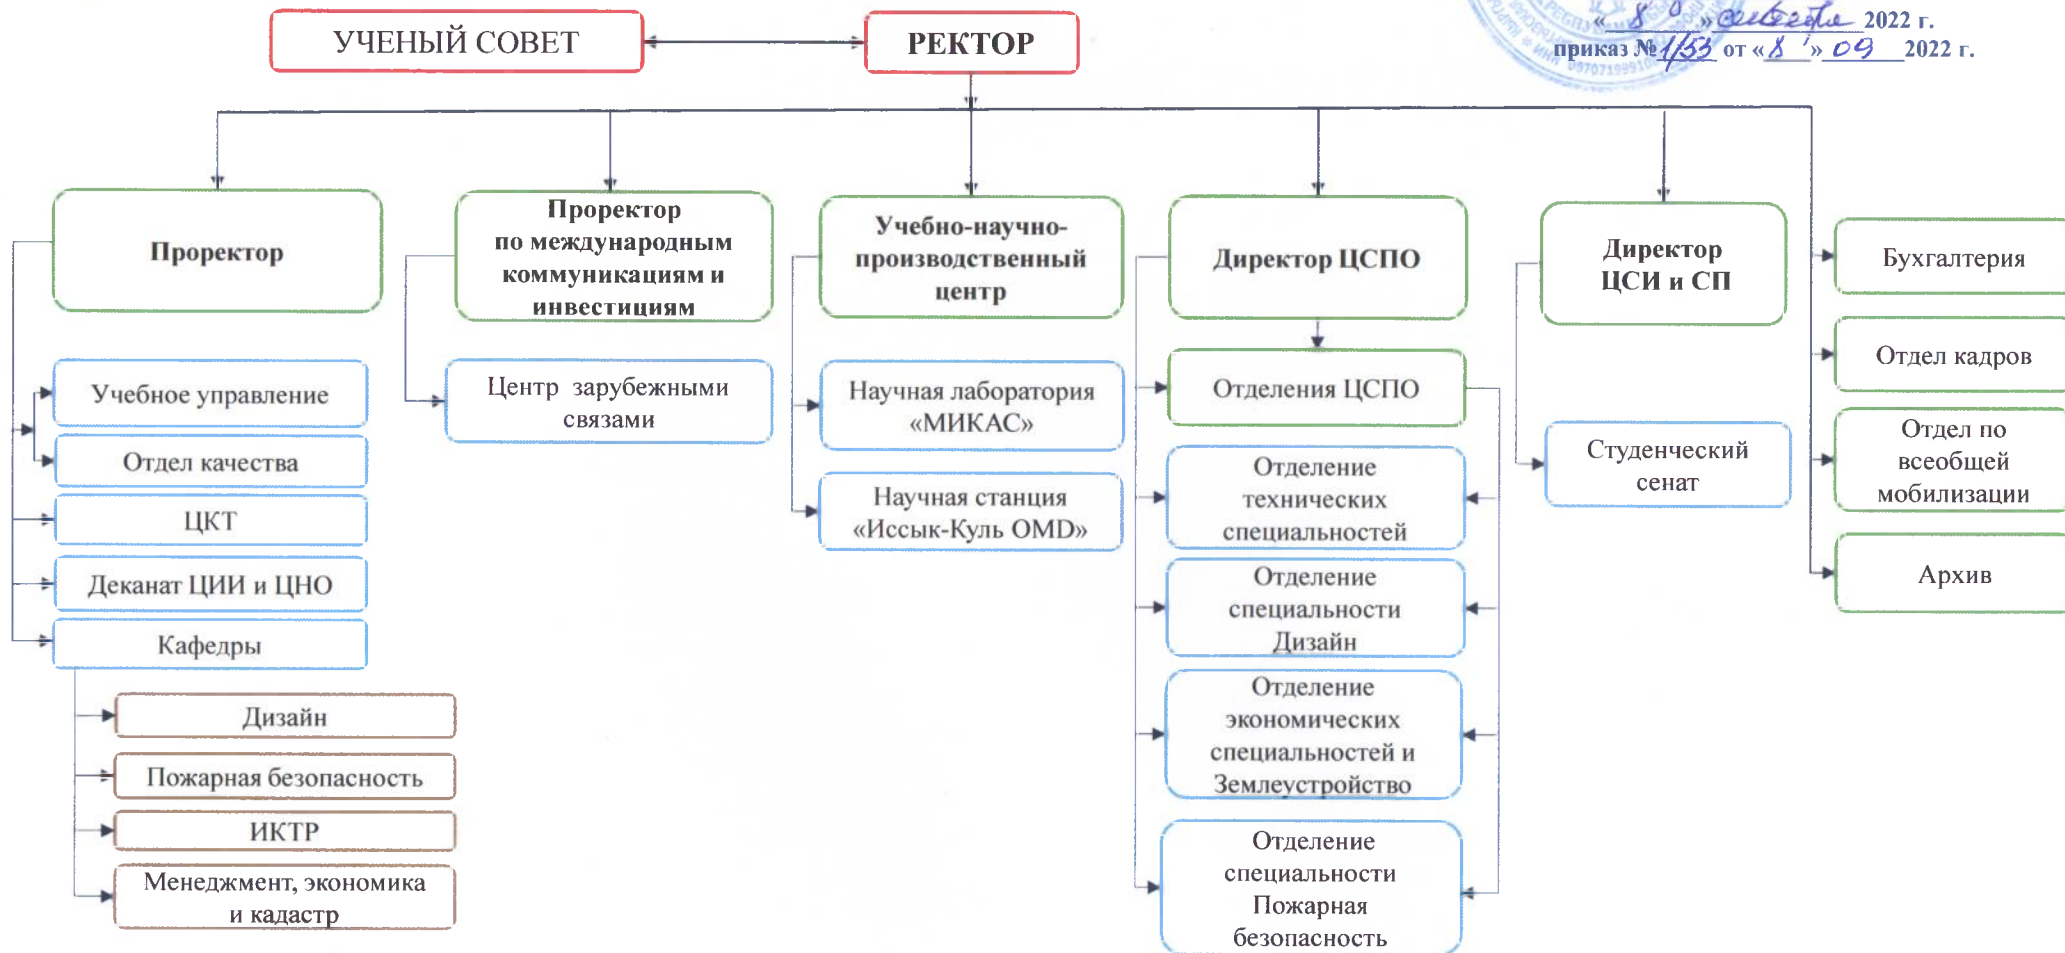 УЧЕНЫЙ СОВЕТ
РЕКТОР
« 8 » 2022 г.
приказ № 1/53 от « 8 » 09 2022 г.
Проректор
Учебное управление
Отдел качества
ЦКТ
Деканат ЦИИ и ЦНО
Кафедры
Дизайн
Пожарная безопасность
ИКТР
Менеджмент, экономика
и кадастр
Проректор
по международным
коммуникациям и
инвестициям
Центр зарубежными
связами
Учебно-научно-
производственный
центр
Научная лаборатория
«МИКАС»
Научная станция
«Иссык-Куль OMD»
Директор ЦСПО
Отделения ЦСПО
Отделение
технических
специальностей
Отделение
специальности
Дизайн
Отделение
экономических
специальностей и
Землеустройство
Отделение
специальности
Пожарная
безопасность
Директор
ЦСИ и СП
Студенческий
сенат
Бухгалтерия
Отдел кадров
Отдел по
всеобщей
мобилизации
Архив